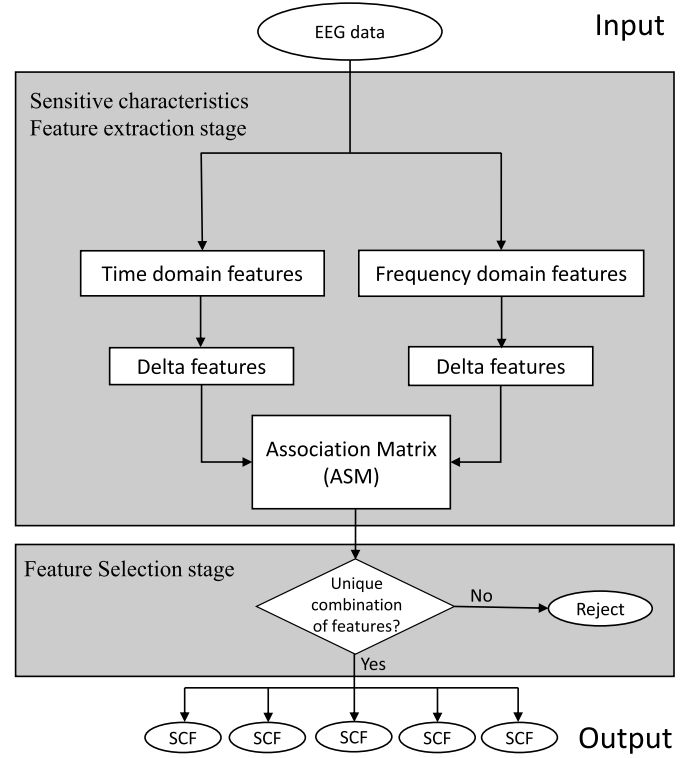 EEG data
Input
Sensitive characteristics
Feature extraction stage
Time domain features
Frequency domain features
Delta features
Delta features
Association Matrix
(ASM)
Feature Selection stage
Unique
combination
of features?
No
Reject
Yes
SCF
SCF
SCF
SCF
SCF
Output